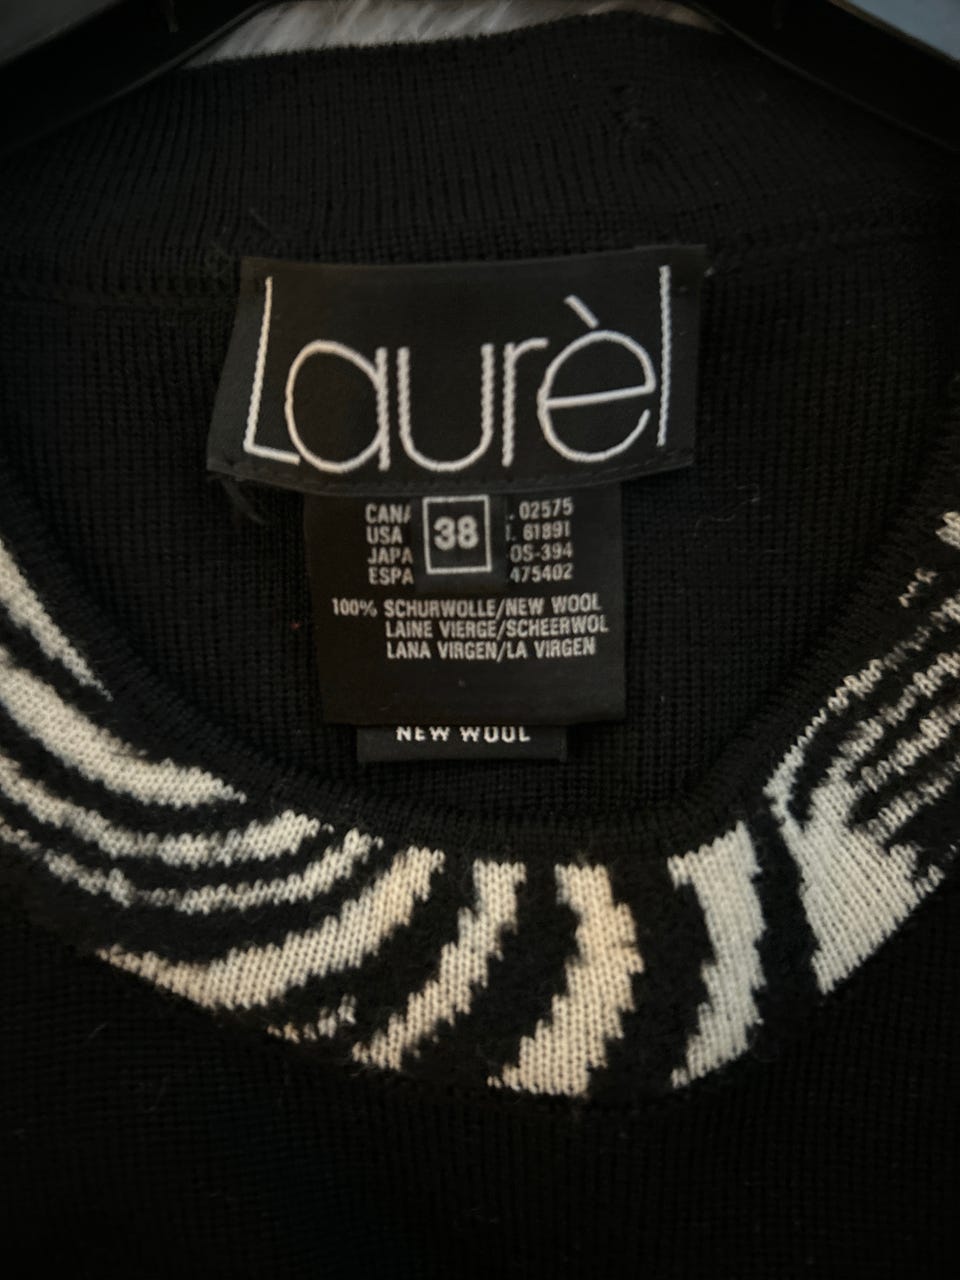 Laurèl
38
CANA . 02575
USA . 61891
JAPA OS-394
ESPA 475402
100% SCHURWOLLE/NEW WOOL
LAINE VIERGE/SCHEERWOL
LANA VIRGEN/LA VIRGEN
NEW WOOL